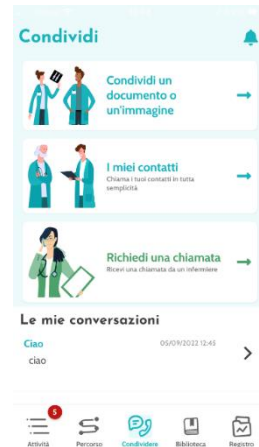 Condividi
Condividi un
documento o
un'immagine
I miei contatti
Chiama i tuoi contatti in tutta
semplicità
Richiedi una chiamata
Ricevi una chiamata da un infermiere
Le mie conversazioni
Ciao
05/09/2022 12:45
ciao
5
Attività
Percorso
Condividere
Biblioteca
Registro